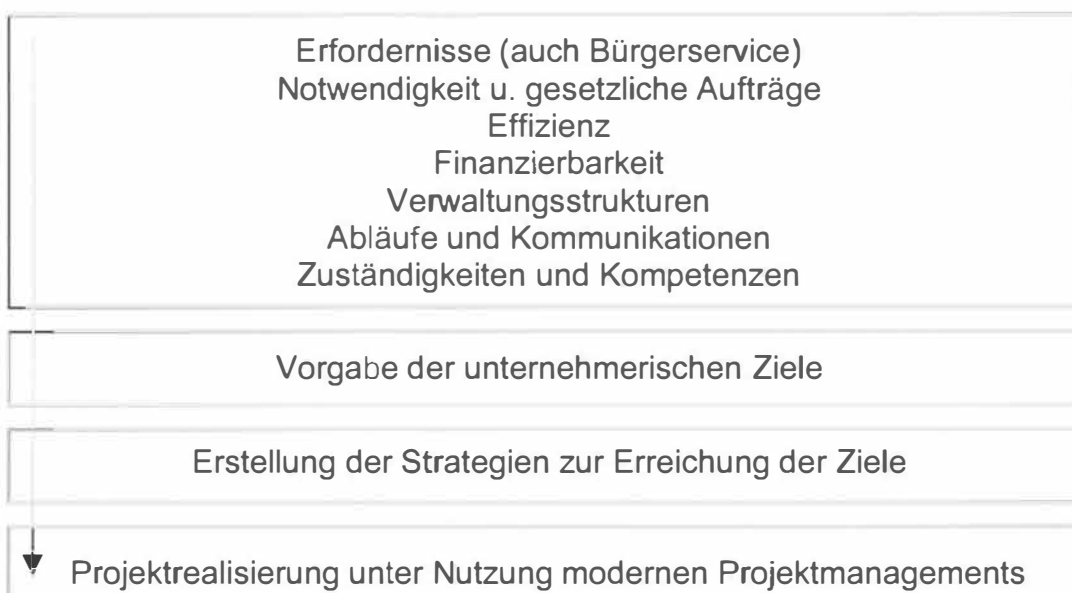 Erfordernisse (auch Bürgerservice)
Notwendigkeit u. gesetzliche Aufträge
Effizienz
Finanzierbarkeit
Verwaltungsstrukturen
Abläufe und Kommunikationen
Zuständigkeiten und Kompetenzen
Vorgabe der unternehmerischen Ziele
Erstellung der Strategien zur Erreichung der Ziele
Projektrealisierung unter Nutzung modernen Projektmanagements